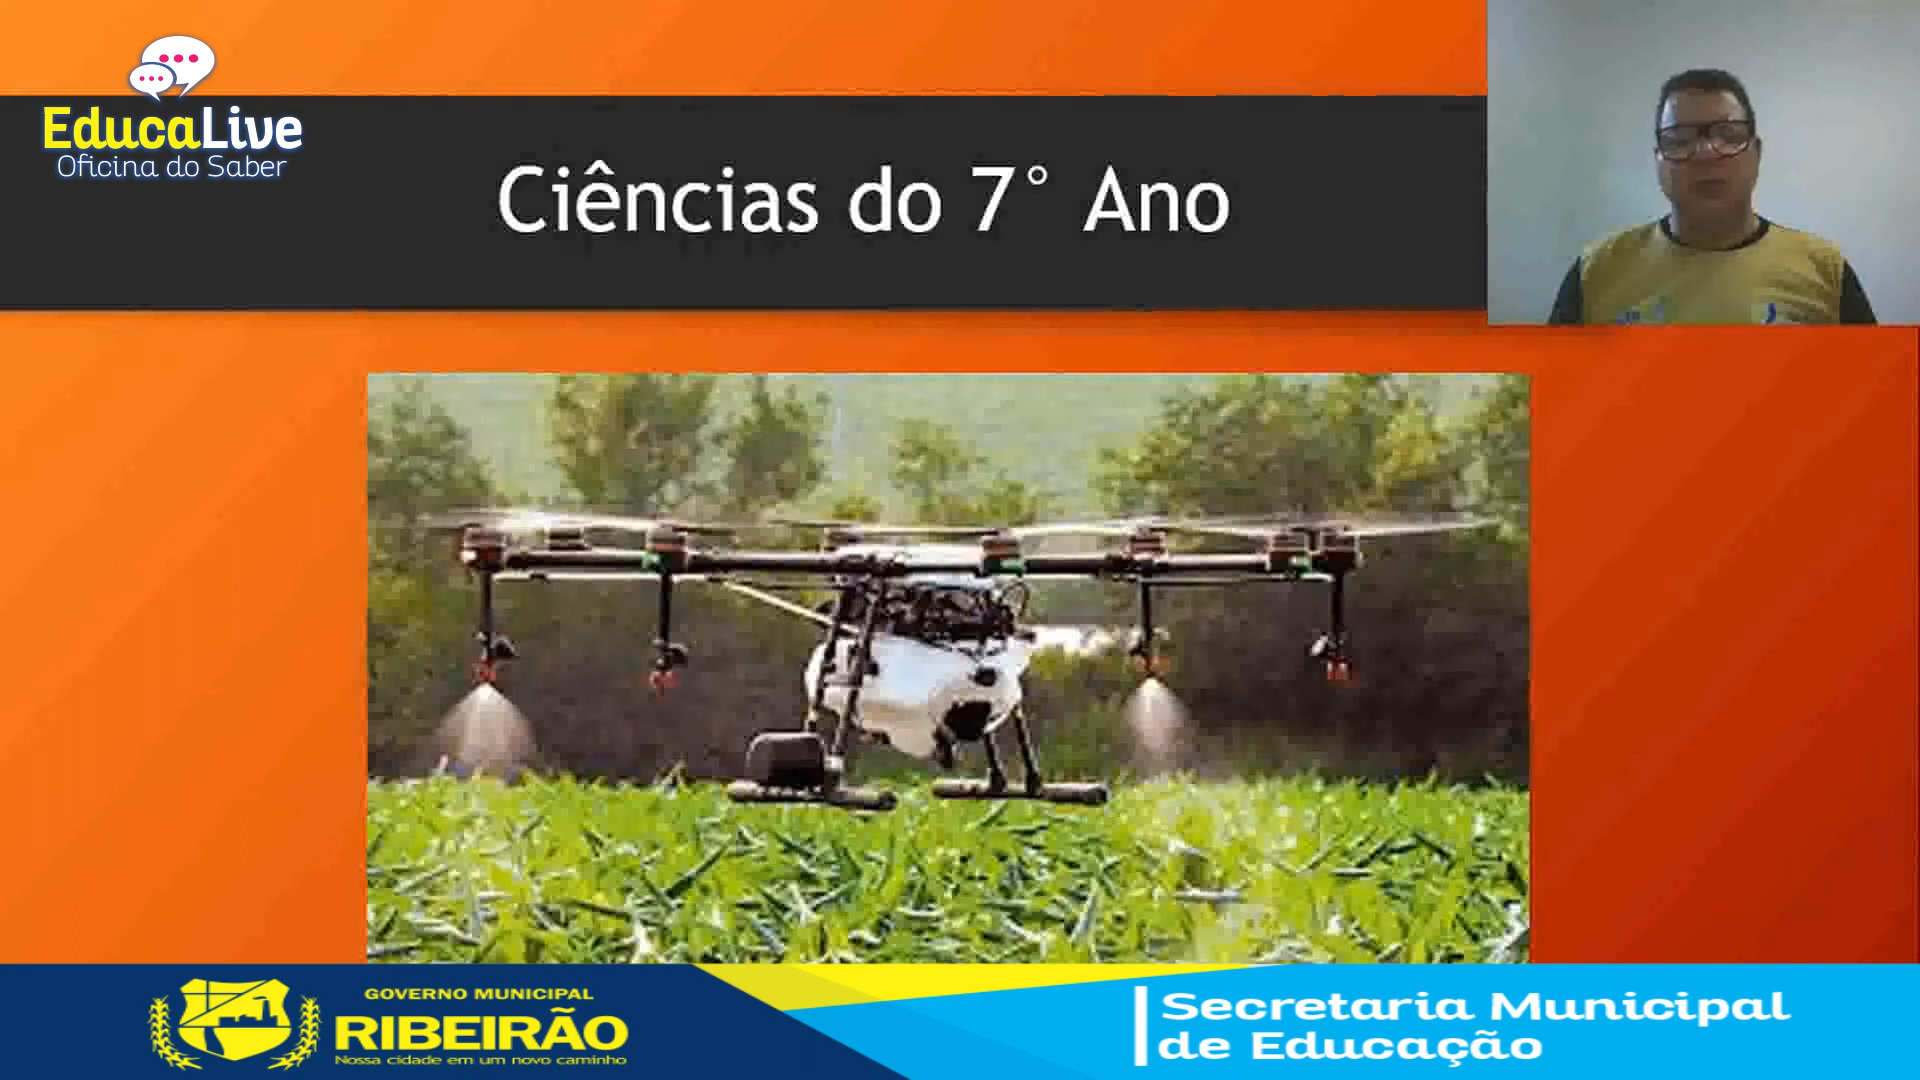 EducaLive
Oficina do Saber
Ciências do 7° Ano
GOVERNO MUNICIPAL
RIBEIRÃO
Nossa cidade em um novo caminho
Secretaria Municipal
de Educação